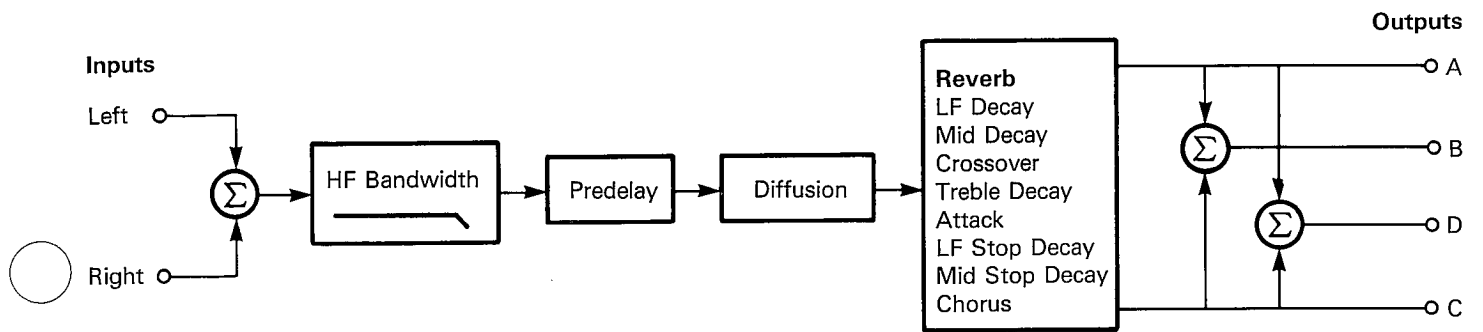 Inputs
Left
Right
Σ
HF Bandwidth
Predelay
Diffusion
Reverb
LF Decay
Mid Decay
Crossover
Treble Decay
Attack
LF Stop Decay
Mid Stop Decay
Chorus
Σ
Σ
Outputs
A
B
D
C